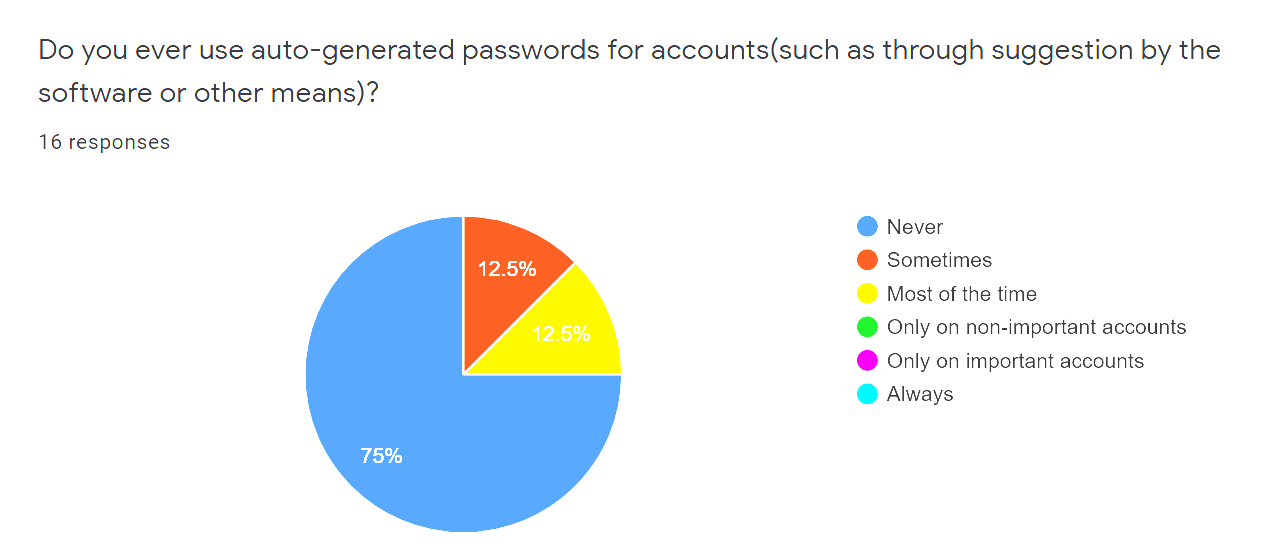 Do you ever use auto-generated passwords for accounts(such as through suggestion by the
software or other means)?
16 responses
Never
Sometimes
Most of the time
Only on non-important accounts
Only on important accounts
Always
12.5%
12.5%
75%